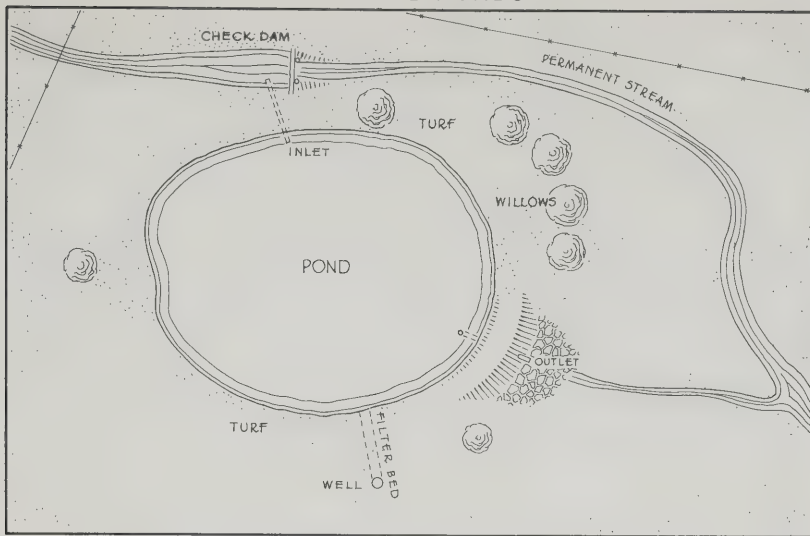 CHECK DAM
PERMANENT STREAM
TURF
INLET
WILLOWS
POND
OUTLET
TURF
FILTER BED
WELL